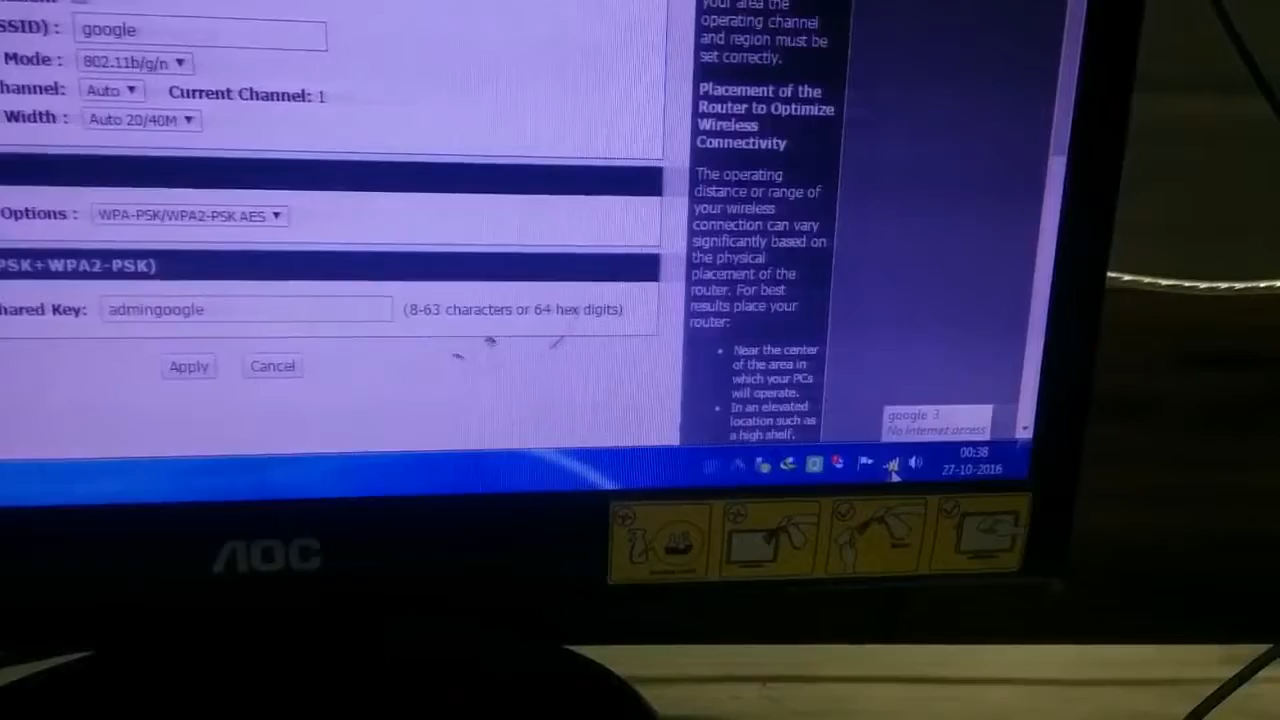 SSID) :
google
Mode :
802.11b/g/n
hannel:
Auto
Current Channel: 1
Width :
Auto 20/40M
Options :
WPA-PSK/WPA2-PSK AES
PSK+WPA2-PSK)
hared Key:
admingoogle
(8-63 characters or 64 hex digits)
Apply
Cancel
your area the
operating channel
and region must be
set correctly.
Placement of the
Router to Optimize
Wireless
Connectivity
The operating
distance or range of
your wireless
connection can vary
significantly based on
the physical
placement of the
router. For best
results place your
router:
Near the center
of the area in
which your PCs
will operate.
In an elevated
location such as
a high shelf.
google 3
No Internet access
00:38
27-10-2016
AOC